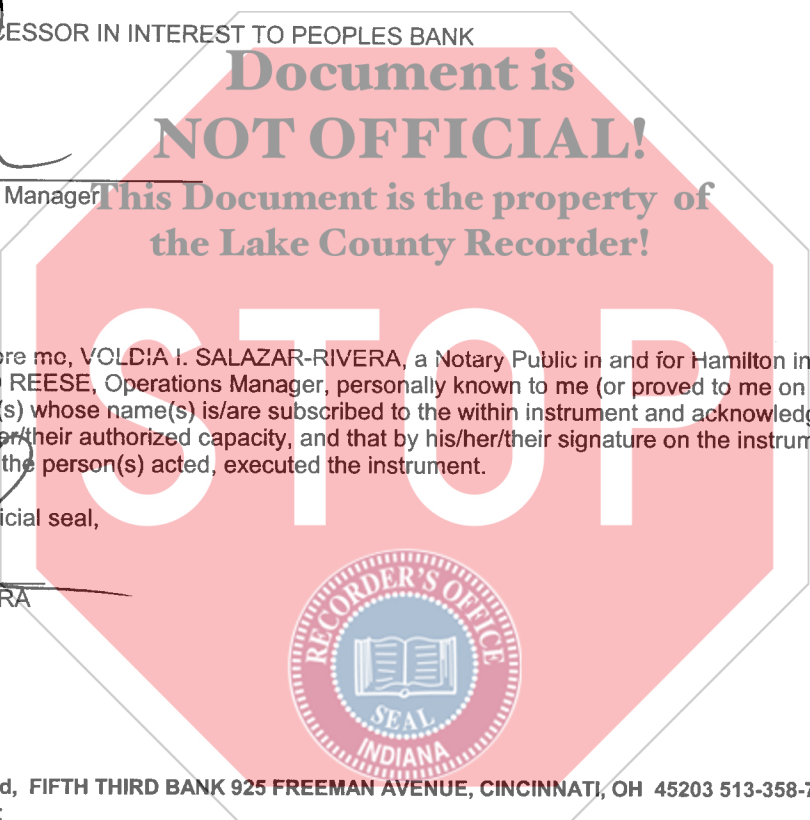 CESSOR IN INTEREST TO PEOPLES BANK
Document is
NOT OFFICIAL!
Manager
This Document is the property of
the Lake County Recorder!
STOP
ore me, VOLDIA I. SALAZAR-RIVERA, a Notary Public in and for Hamilton in
REESE, Operations Manager, personally known to me (or proved to me on
(s) whose name(s) is/are subscribed to the within instrument and acknowledg
er/their authorized capacity, and that by his/her/their signature on the instrum
the person(s) acted, executed the instrument.
icial seal,
RA
RECORDER'S OFFICE
SEAL
INDIANA
d, FIFTH THIRD BANK 925 FREEMAN AVENUE, CINCINNATI, OH 45203 513-358-7